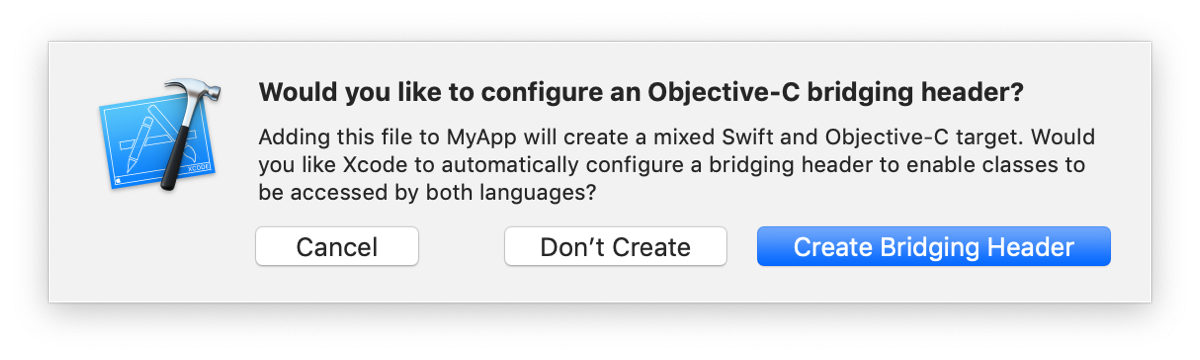 Would you like to configure an Objective-C bridging header?
Adding this file to MyApp will create a mixed Swift and Objective-C target. Would
you like Xcode to automatically configure a bridging header to enable classes to
be accessed by both languages?
Cancel
Don’t Create
Create Bridging Header
XCODE